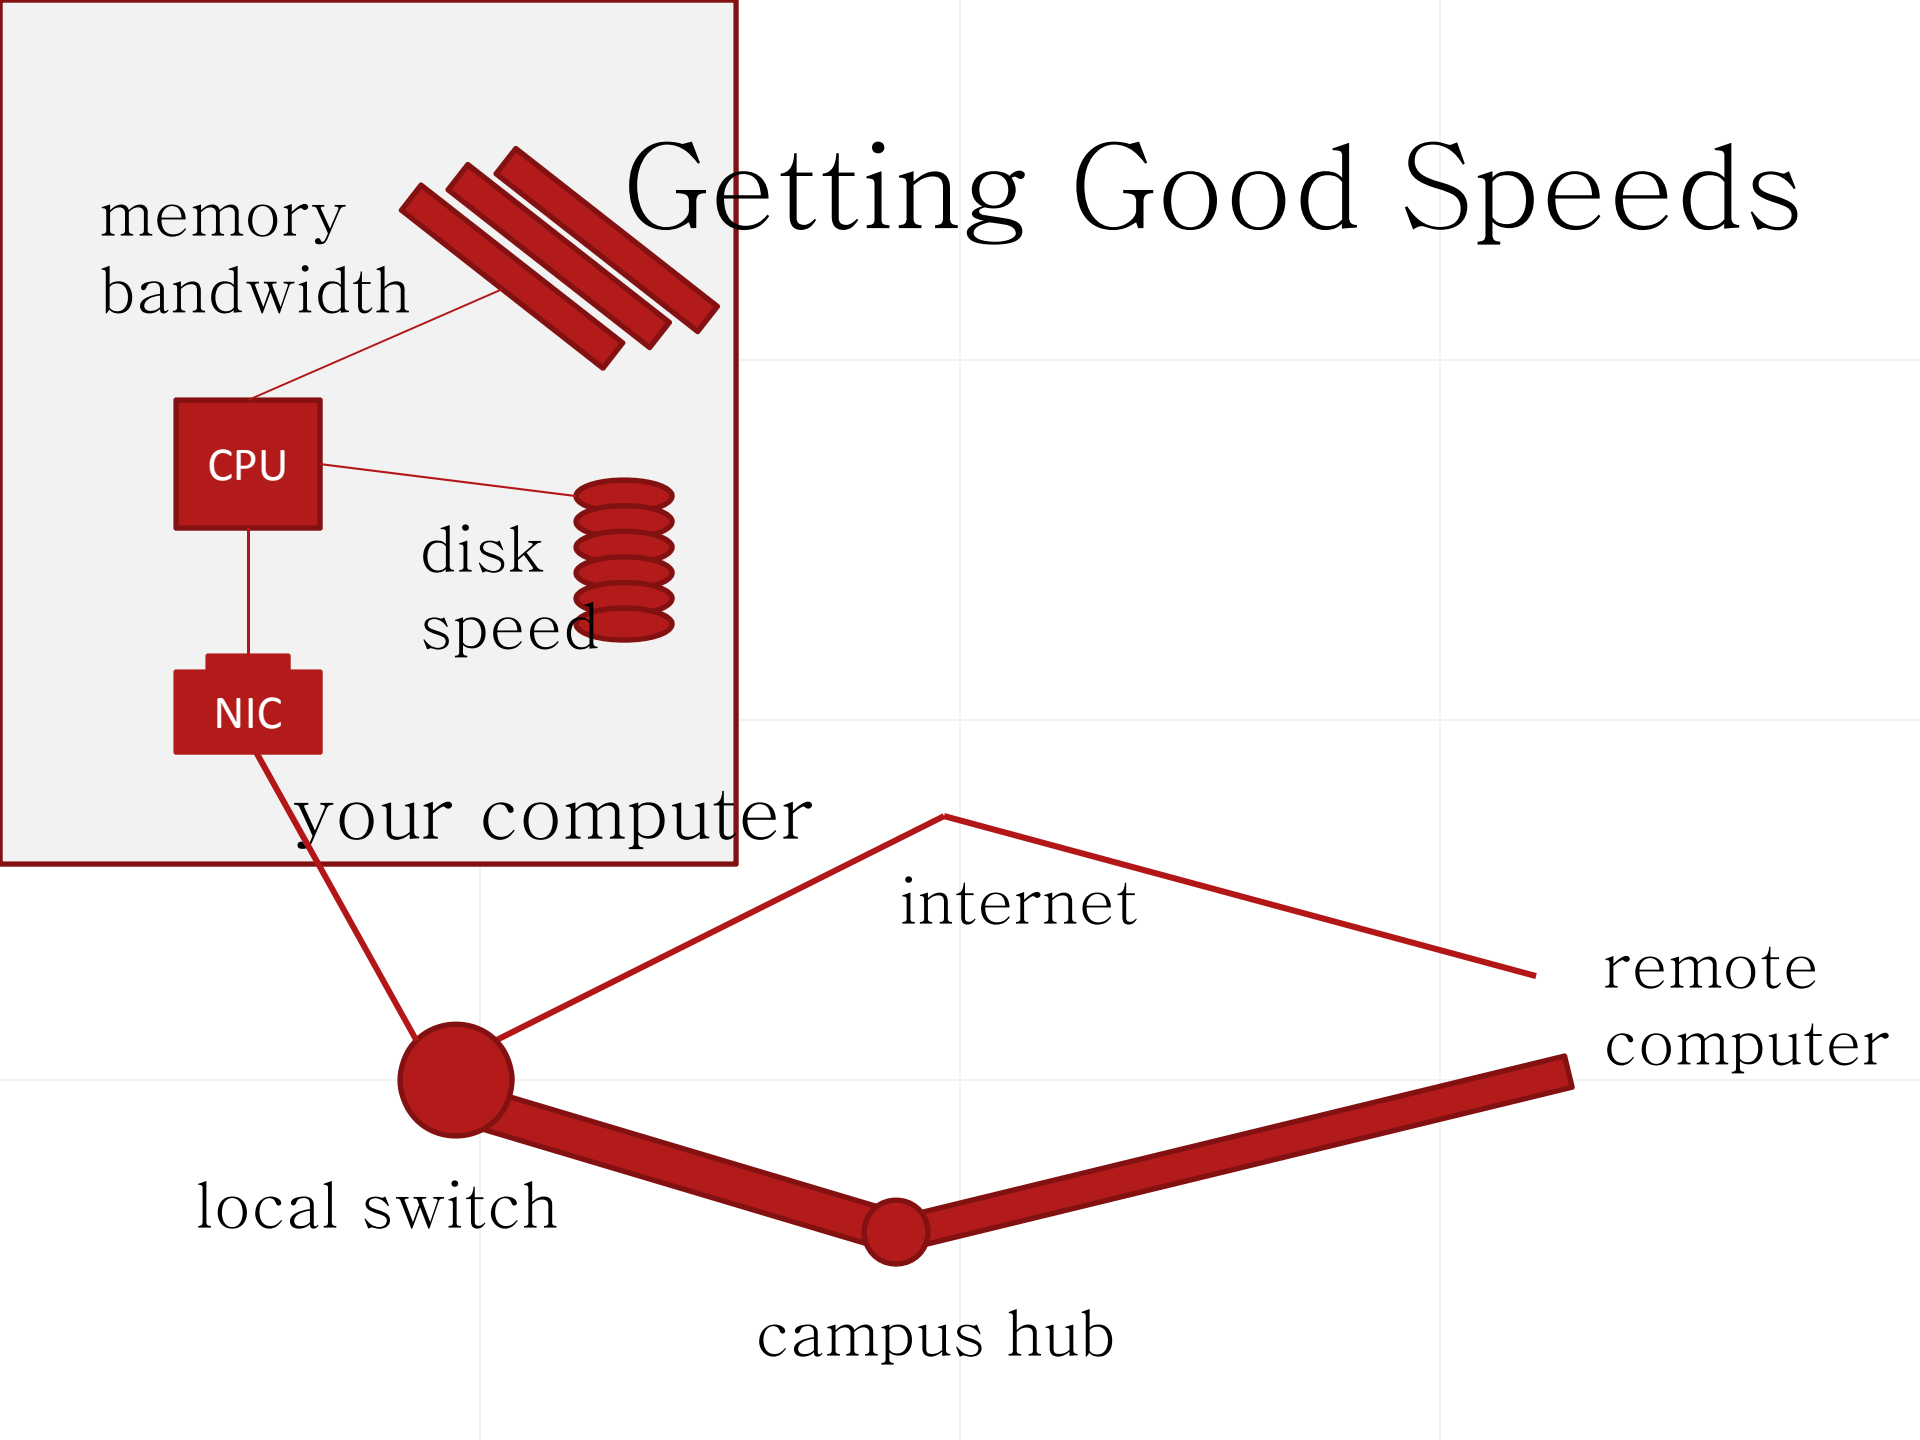 Getting Good Speeds
memory
bandwidth
CPU
disk
speed
NIC
your computer
internet
remote
computer
local switch
campus hub